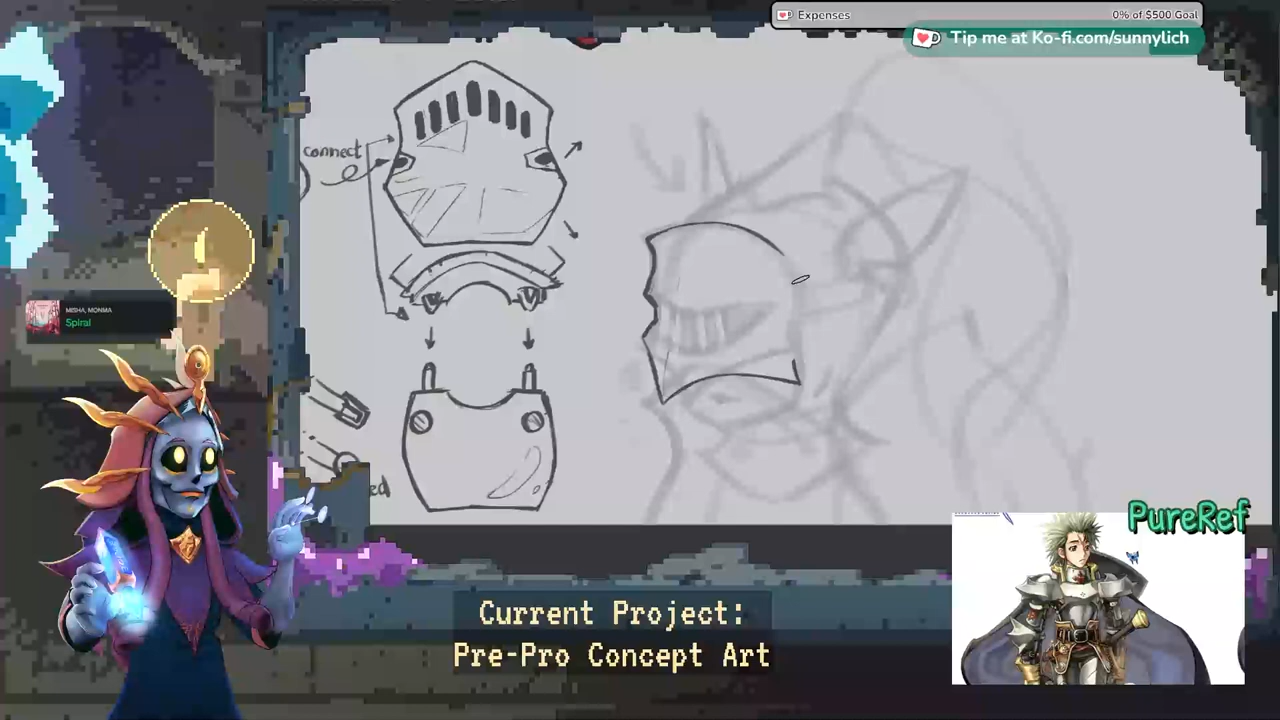 Expenses
0% of $500 Goal
Tip me at Ko-fi.com/sunnylich
connect
MISHA, MONMA
Spiral
ed
PureRef
Current Project:
Pre-Pro Concept Art